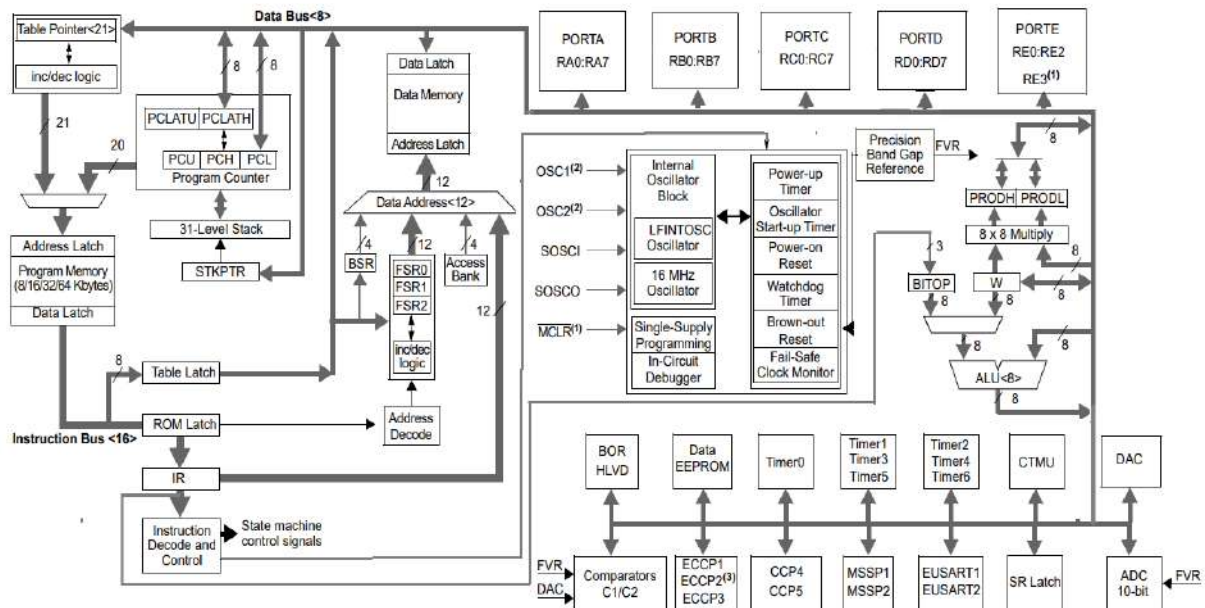 Data Bus<8>
Table Pointer<21>
inc/dec logic
21
20
8
8
PCLATU PCLATH
PCU PCH PCL
Program Counter
31-Level Stack
STKPTR
Address Latch
Program Memory
(8/16/32/64 Kbytes)
Data Latch
8
Table Latch
Instruction Bus <16>
ROM Latch
IR
Instruction
Decode and
Control
State machine
control signals
Data Latch
Data Memory
Address Latch
12
Data Address<12>
4
12
4
BSR
FSR0
FSR1
FSR2
Access
Bank
12
inc/dec
logic
Address
Decode
PORTA
RA0:RA7
PORTB
RB0:RB7
PORTC
RC0:RC7
PORTD
RD0:RD7
PORTE
RE0:RE2
RE3(1)
OSC1(2)
OSC2(2)
SOSCI
SOSCO
MCLR(1)
Internal
Oscillator
Block
LFINTOSC
Oscillator
16 MHz
Oscillator
Single-Supply
Programming
In-Circuit
Debugger
Power-up
Timer
Oscillator
Start-up Timer
Power-on
Reset
Watchdog
Timer
Brown-out
Reset
Fail-Safe
Clock Monitor
Precision
Band Gap
Reference
FVR
8
PRODH PRODL
8 x 8 Multiply
3
8
BITOP
W
8
8
8
8
8
ALU<8>
8
BOR
HLVD
Data
EEPROM
Timer0
Timer1
Timer3
Timer5
Timer2
Timer4
Timer6
CTMU
DAC
FVR
DAC
Comparators
C1/C2
ECCP1
ECCP2(3)
ECCP3
CCP4
CCP5
MSSP1
MSSP2
EUSART1
EUSART2
SR Latch
ADC
10-bit
FVR